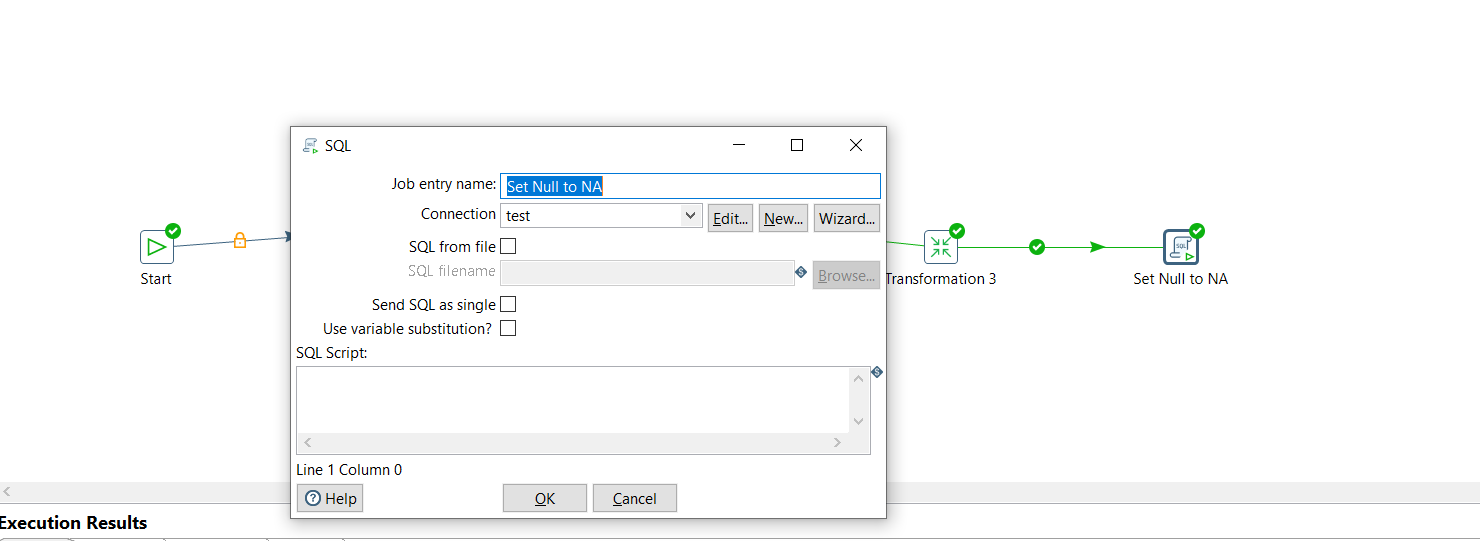 SQL
Job entry name: Set Null to NA
Connection test Edit... New... Wizard...
SQL from file
SQL filename Browse...
Send SQL as single
Use variable substitution?
SQL Script:
Line 1 Column 0
Help OK Cancel
Start
Transformation 3
SQL
Set Null to NA
Execution Results